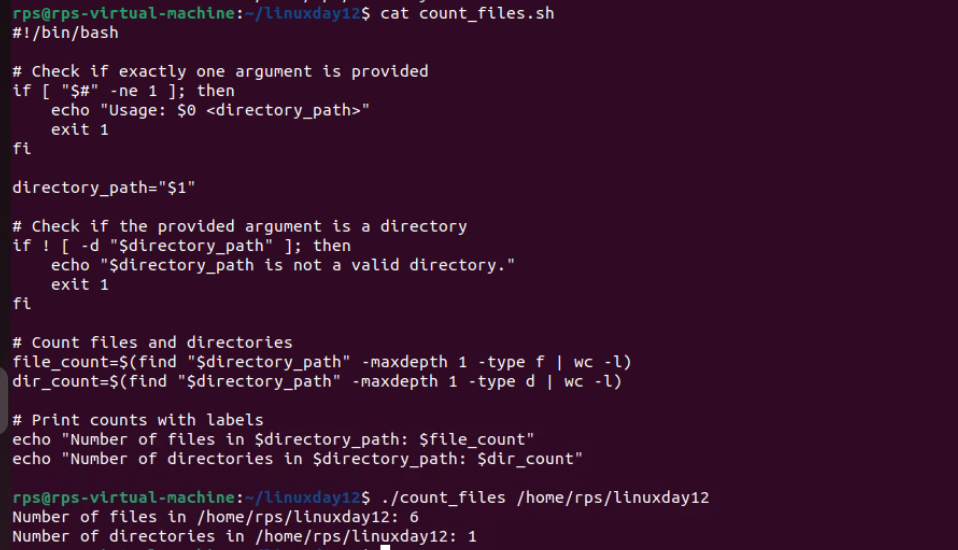 rps@rps-virtual-machine:~/linuxday12$ cat count_files.sh
#!/bin/bash

# Check if exactly one argument is provided
if [ "$#" -ne 1 ]; then
    echo "Usage: $0 <directory_path>"
    exit 1
fi

directory_path="$1"

# Check if the provided argument is a directory
if ! [ -d "$directory_path" ]; then
    echo "$directory_path is not a valid directory."
    exit 1
fi

# Count files and directories
file_count=$(find "$directory_path" -maxdepth 1 -type f | wc -l)
dir_count=$(find "$directory_path" -maxdepth 1 -type d | wc -l)

# Print counts with labels
echo "Number of files in $directory_path: $file_count"
echo "Number of directories in $directory_path: $dir_count"

rps@rps-virtual-machine:~/linuxday12$ ./count_files /home/rps/linuxday12
Number of files in /home/rps/linuxday12: 6
Number of directories in /home/rps/linuxday12: 1